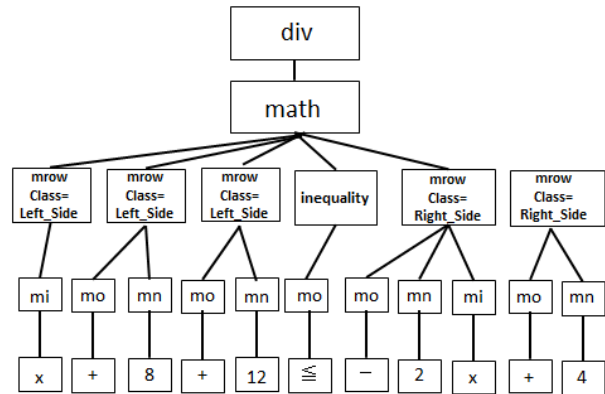 div
math
mrow
Class=
Left_Side
mrow
Class=
Left_Side
mrow
Class=
Left_Side
inequality
mrow
Class=
Right_Side
mrow
Class=
Right_Side
mi
mo
mn
mo
mn
mo
mo
mn
mi
mo
mn
x
+
8
+
12
≦
−
2
x
+
4